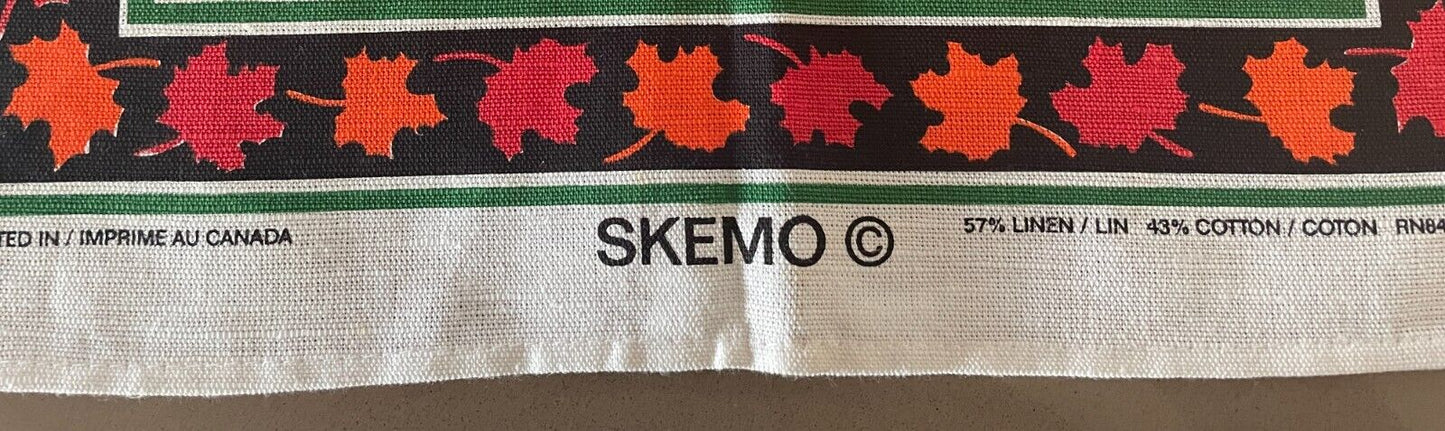 TED IN / IMPRIME AU CANADA SKEMO © 57% LINEN / LIN 43% COTTON / COTON RN84